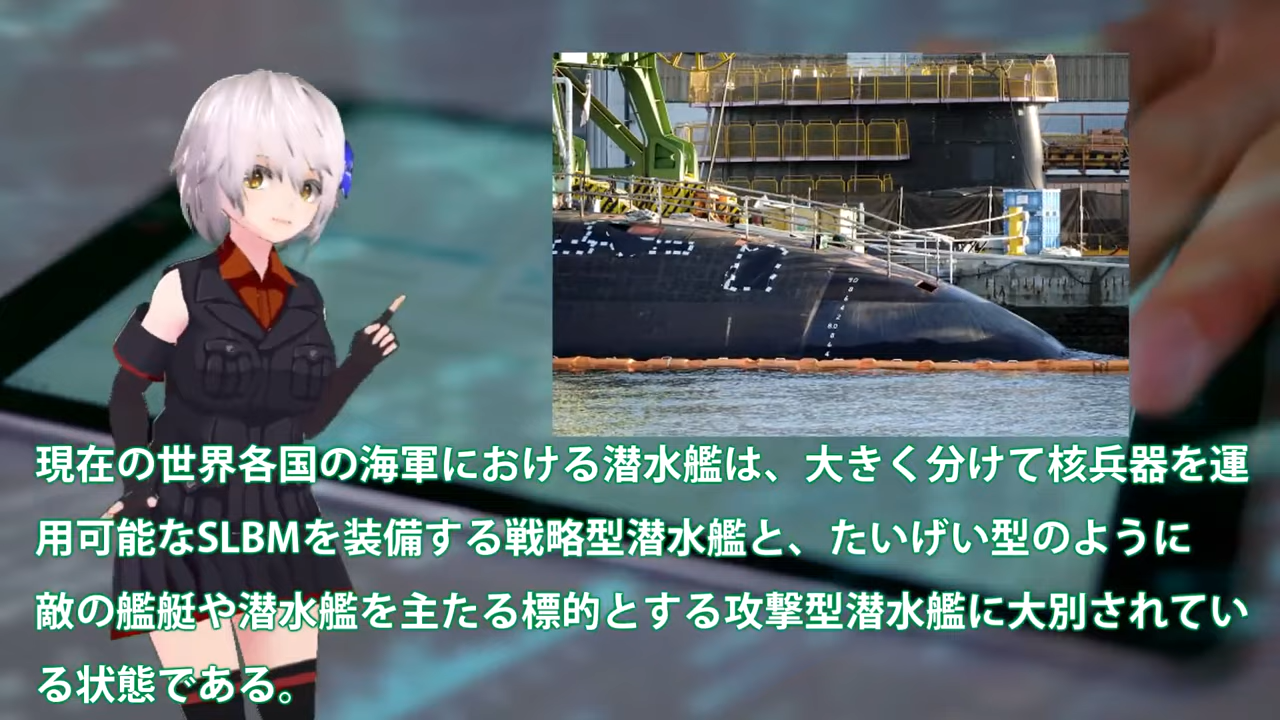 現在の世界各国の海軍における潜水艦は、大きく分けて核兵器を運
用可能なSLBMを装備する戦略型潜水艦と、たいげい型のように
敵の艦艇や潜水艦を主たる標的とする攻撃型潜水艦に大別されてい
る状態である。